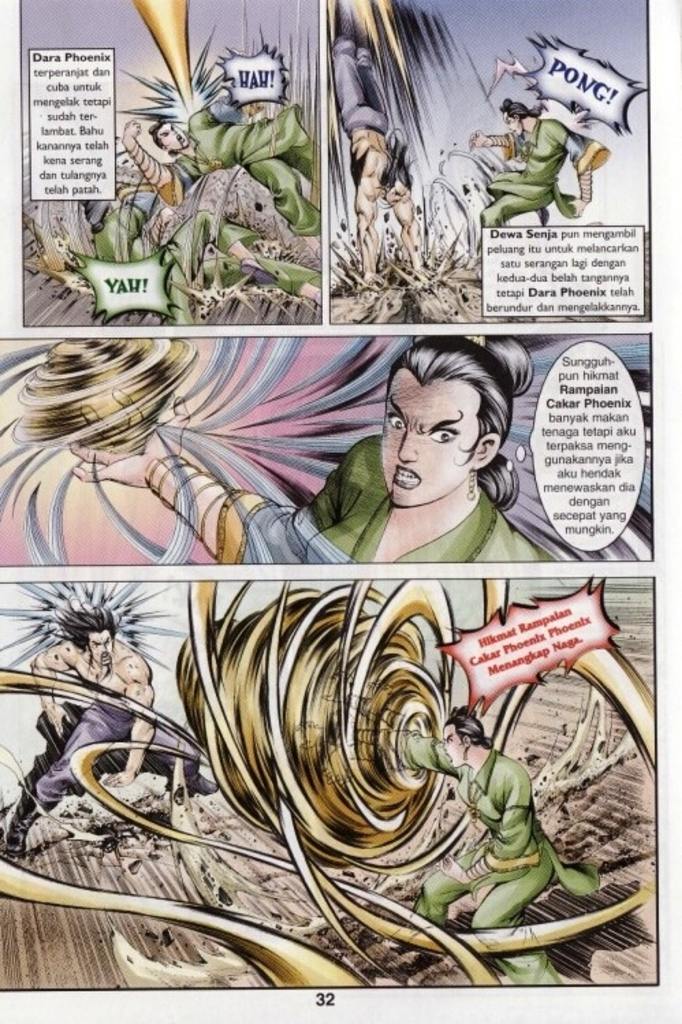 Dara Phoenix
terperanjat dan
cuba untuk
mengelak tetapi
sudah ter-
lambat. Bahu
kanannya telah
kena serang
dan tulangnya
telah patah.
HAH!
YAH!
PONG!
Dewa Senja pun mengambil
peluang itu untuk melancarkan
satu serangan lagi dengan
kedua-dua belah tangannya
tetapi Dara Phoenix telah
berundur dan mengelakkannya.
Sungguh-
pun hikmat
Rampaian
Cakar Phoenix
banyak makan
tenaga tetapi aku
terpaksa meng-
gunakannya jika
aku hendak
menewaskan dia
dengan
secepat yang
mungkin.
Hikmat Rampaian
Cakar Phoenix Phoenix
Menangkap Naga.
32